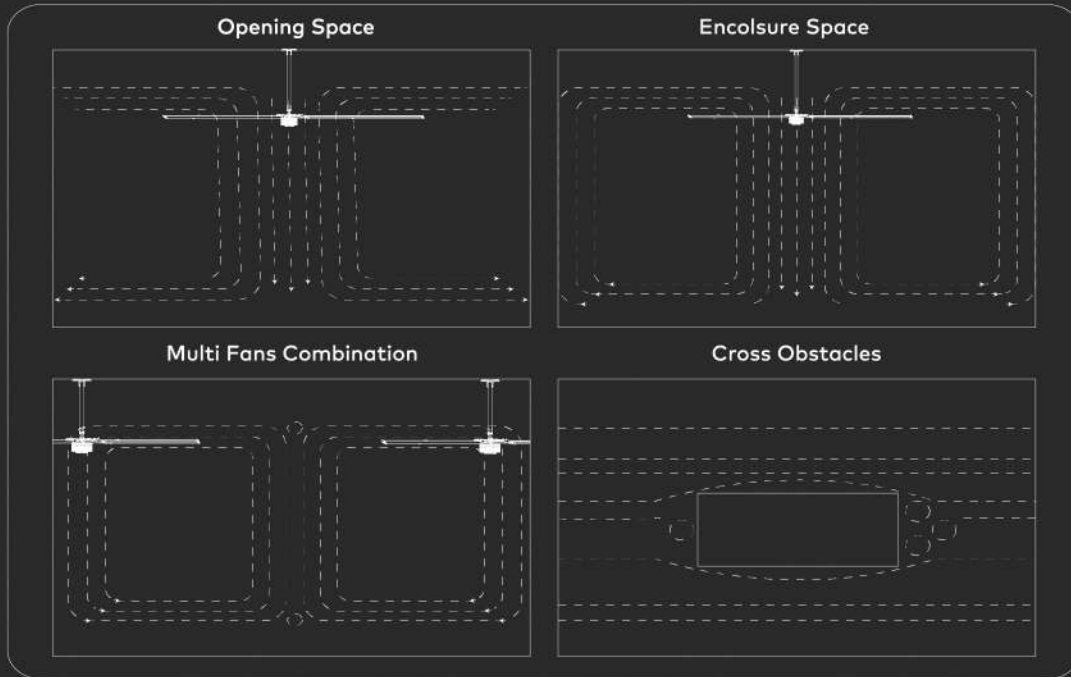 Opening Space
Encolsure Space
Multi Fans Combination
Cross Obstacles